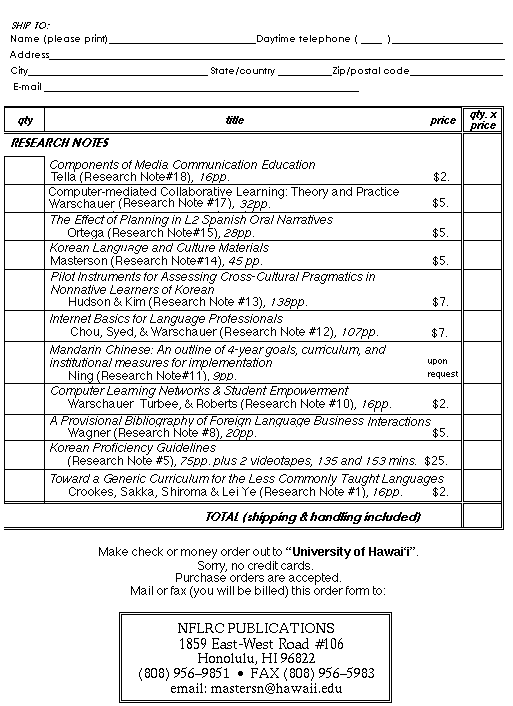 SHIP TO:
Name (please print)____ Daytime telephone ( ____ )____
Address____
City____ State/country ____ Zip/postal code____
E-mail ____
qty title price qty. x price
RESEARCH NOTES
Components of Media Communication Education
Tella (Research Note#18), 16pp. $2.
Computer-mediated Collaborative Learning: Theory and Practice
Warschauer (Research Note #17), 32pp. $5.
The Effect of Planning in L2 Spanish Oral Narratives
Ortega (Research Note#15), 28pp. $5.
Korean Language and Culture Materials
Masterson (Research Note#14), 45 pp. $5.
Pilot Instruments for Assessing Cross-Cultural Pragmatics in
Nonnative Learners of Korean
Hudson & Kim (Research Note #13), 138pp. $7.
Internet Basics for Language Professionals
Chou, Syed, & Warschauer (Research Note #12), 107pp. $7.
Mandarin Chinese: An outline of 4-year goals, curriculum, and
institutional measures for implementation upon
Ning (Research Note#11), 9pp. request
Computer Learning Networks & Student Empowerment
Warschauer Turbee, & Roberts (Research Note #10), 16pp. $2.
A Provisional Bibliography of Foreign Language Business Interactions
Wagner (Research Note #8), 20pp. $5.
Korean Proficiency Guidelines
(Research Note #5), 75pp. plus 2 videotapes, 135 and 153 mins. $25.
Toward a Generic Curriculum for the Less Commonly Taught Languages
Crookes, Sakka, Shiroma & Lei Ye (Research Note #1), 16pp. $2.
TOTAL (shipping & handling included)
Make check or money order out to “University of Hawai‘i”.
Sorry, no credit cards.
Purchase orders are accepted.
Mail or fax (you will be billed) this order form to:
NFLRC PUBLICATIONS
1859 East-West Road #106
Honolulu, HI 96822
(808) 956–9851 • FAX (808) 956–5983
email: mastersn@hawaii.edu